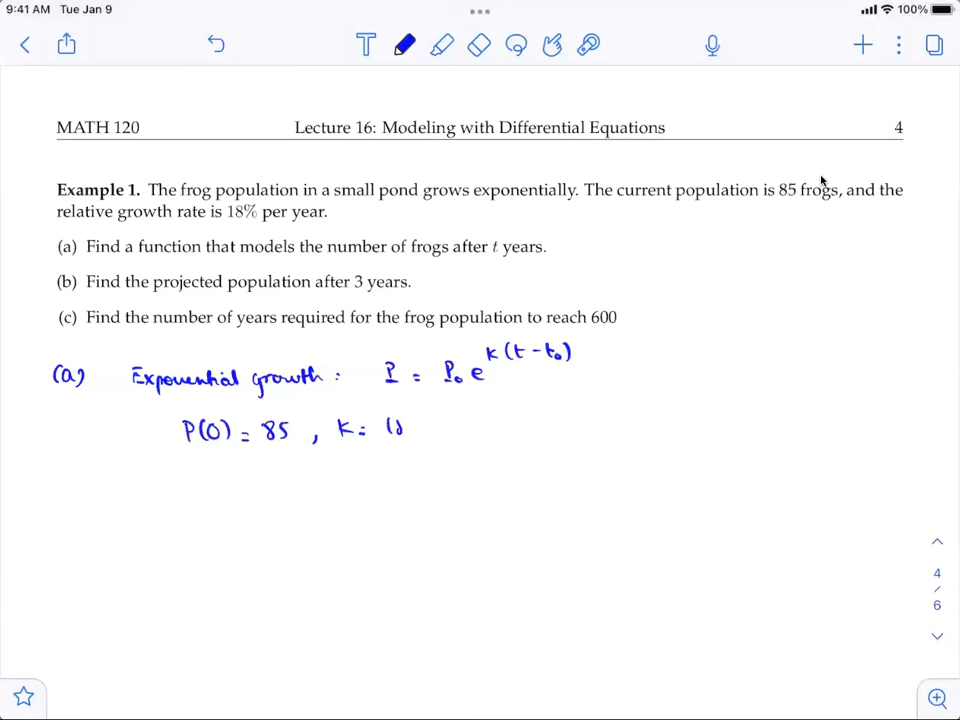 9:41 AM Tue Jan 9 100%
MATH 120 Lecture 16: Modeling with Differential Equations 4
Example 1. The frog population in a small pond grows exponentially. The current population is 85 frogs, and the
relative growth rate is 18% per year.
(a) Find a function that models the number of frogs after t years.
(b) Find the projected population after 3 years.
(c) Find the number of years required for the frog population to reach 600
(a) Exponential growth : P = P₀ e^{k(t - t₀)}
P(0) = 85 , k =
4
/
6